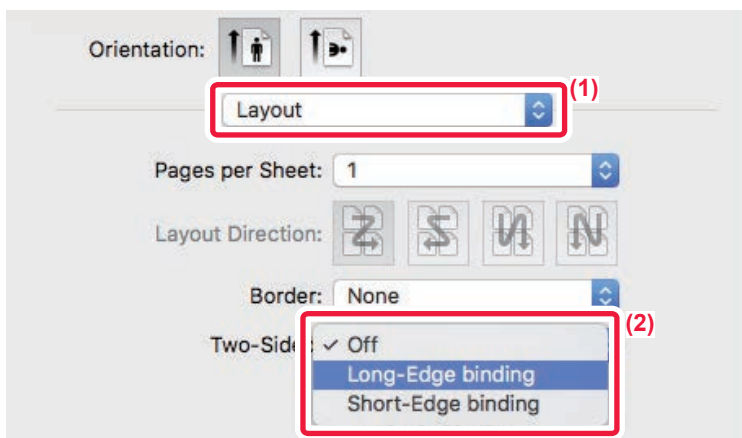 Orientation:
(1)
Layout
Pages per Sheet: 1
Layout Direction:
Border: None
(2)
Two-Side : ✓ Off
Long-Edge binding
Short-Edge binding